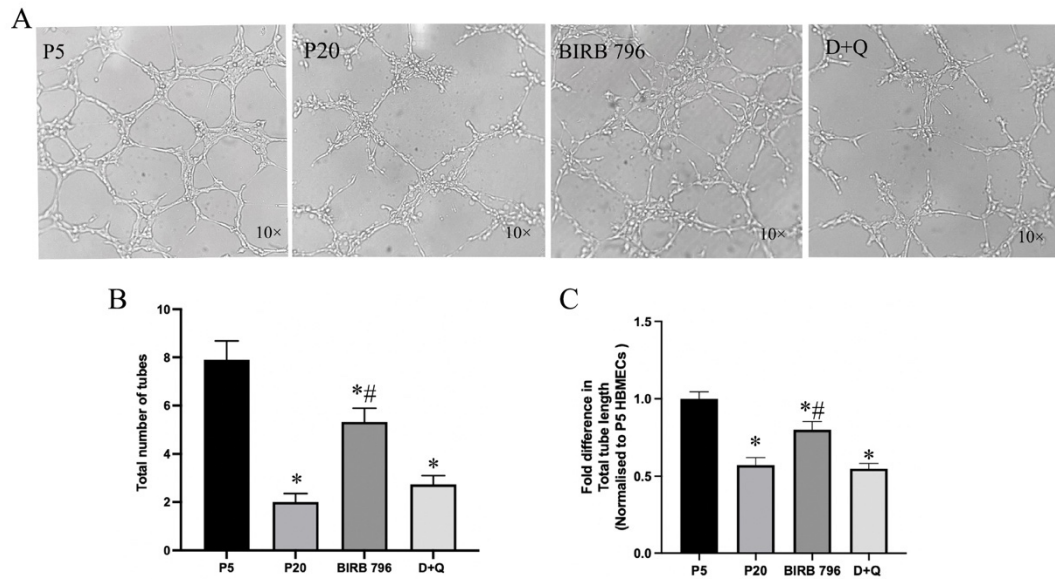 A
P5
P20
BIRB 796
D+Q
10×
10×
10×
10×
B
10
8
6
4
2
0
Total number of tubes
*
*#
*
P5
P20
BIRB 796
D+Q
C
1.5
1.0
0.5
0.0
Fold difference in
Total tube length
(Normalised to P5 HBMECs )
*
*#
*
P5
P20
BIRB 796
D+Q